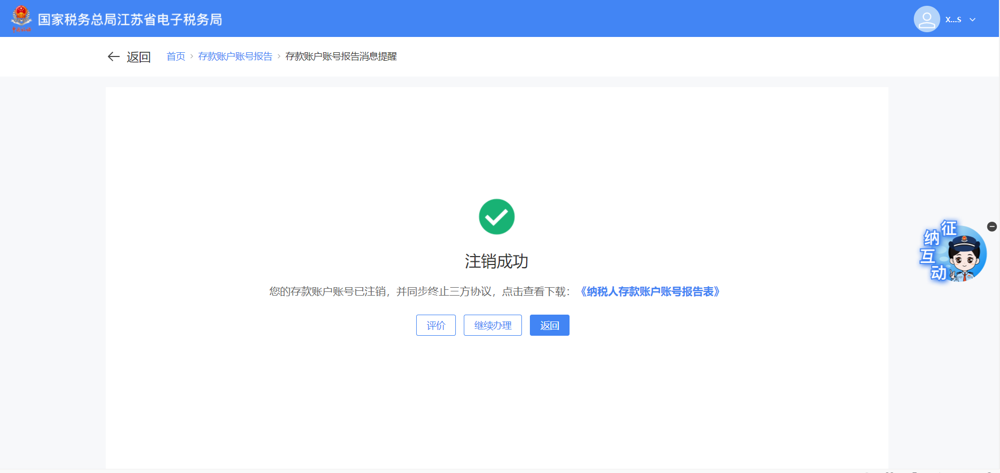 国家税务总局江苏省电子税务局
x...s
返回 首页 > 存款账户账号报告 > 存款账户账号报告消息提醒
征
纳
互
动
注销成功
您的存款账户账号已注销，并同步终止三方协议，点击查看下载：《纳税人存款账户账号报告表》
评价 继续办理 返回